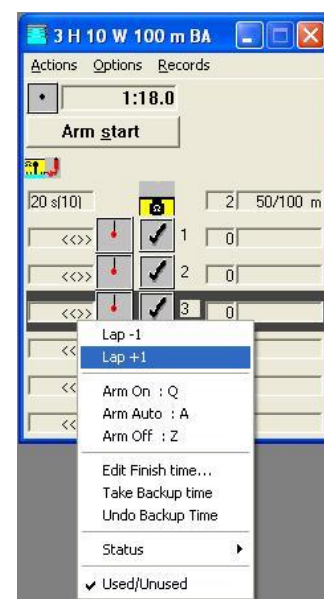 3 H 10 W 100 m BA
Actions Options Records
1:18.0
Arm start
20 s(10) 2 50/100 m
<<>> 1 0
<<>> 2 0
<<>> 3 0
Lap -1
Lap +1
Arm On : Q
Arm Auto : A
Arm Off : Z
Edit Finish time...
Take Backup time
Undo Backup Time
Status
Used/Unused
<<
<<
<<